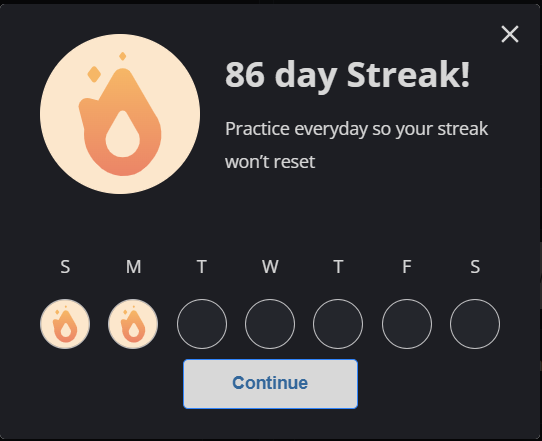 86 day Streak!
Practice everyday so your streak
won't reset
S M T W T F S
Continue